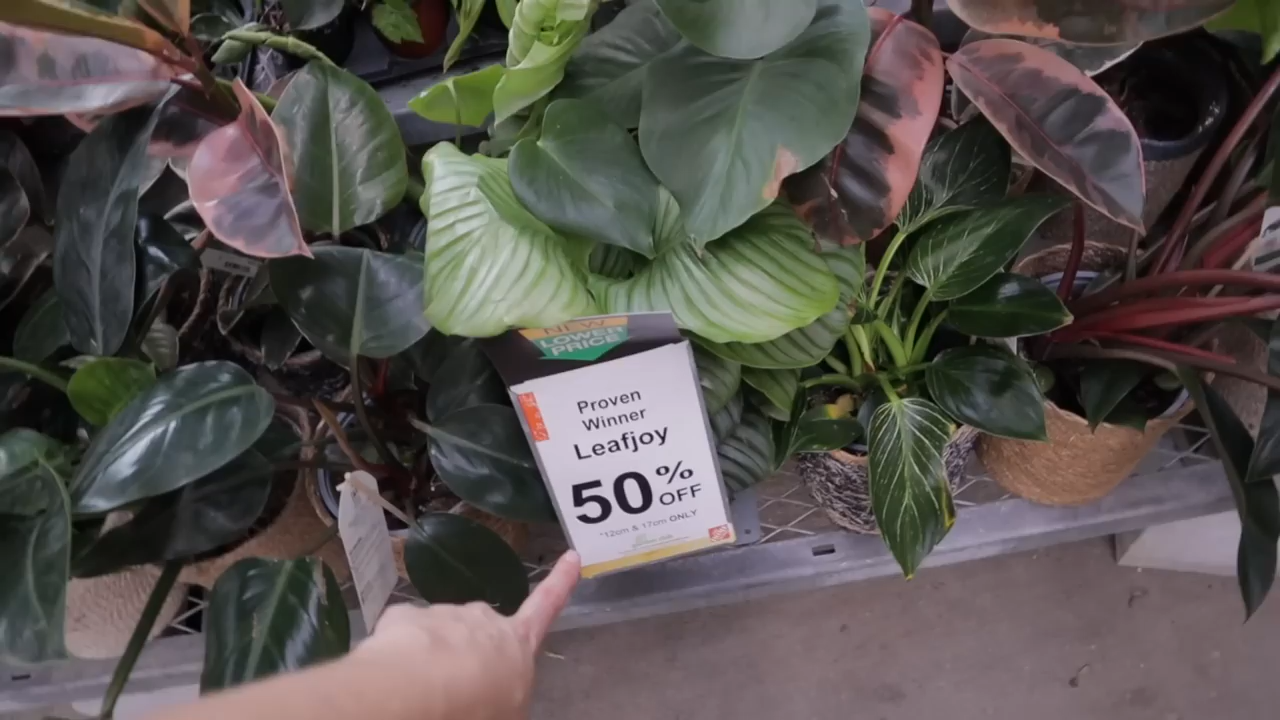 NEW
LOWER
PRICE
Proven
Winner
Leafjoy
50% OFF
*12cm & 17cm ONLY